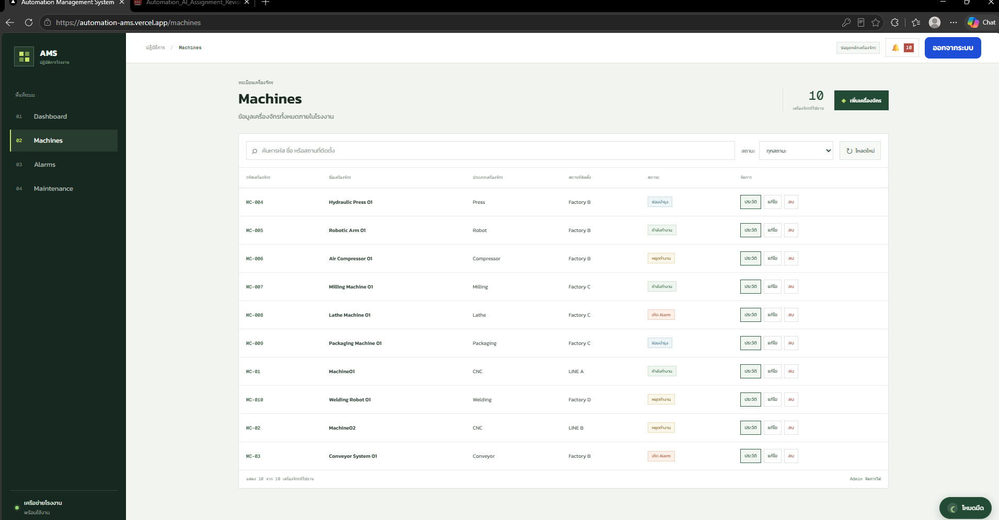 Automation Management System
Automation_AI_Assignment_Revise
https://automation-ams.vercel.app/machines
Chat
AMS
ปฏิบัติการโรงงาน
พื้นที่ระบบ
01 Dashboard
02 Machines
03 Alarms
04 Maintenance
เครือข่ายโรงงาน
พร้อมใช้งาน
ปฏิบัติการ / Machines
ข้อมูลหลักเครื่องจักร
10
ออกจากระบบ
ทะเบียนเครื่องจักร
Machines
ข้อมูลเครื่องจักรทั้งหมดภายในโรงงาน
10
เครื่องจักรที่ใช้งาน
+ เพิ่มเครื่องจักร
ค้นหารหัส ชื่อ หรือสถานที่ติดตั้ง
สถานะ ทุกสถานะ
โหลดใหม่
รหัสเครื่องจักร ชื่อเครื่องจักร ประเภทเครื่องจักร สถานที่ติดตั้ง สถานะ จัดการ
MC-004 Hydraulic Press 01 Press Factory B ซ่อมบำรุง ประวัติ แก้ไข ลบ
MC-005 Robotic Arm 01 Robot Factory B กำลังทำงาน ประวัติ แก้ไข ลบ
MC-006 Air Compressor 01 Compressor Factory B หยุดทำงาน ประวัติ แก้ไข ลบ
MC-007 Milling Machine 01 Milling Factory C กำลังทำงาน ประวัติ แก้ไข ลบ
MC-008 Lathe Machine 01 Lathe Factory C เกิด Alarm ประวัติ แก้ไข ลบ
MC-009 Packaging Machine 01 Packaging Factory C ซ่อมบำรุง ประวัติ แก้ไข ลบ
MC-01 Machine01 CNC LINE A กำลังทำงาน ประวัติ แก้ไข ลบ
MC-010 Welding Robot 01 Welding Factory D หยุดทำงาน ประวัติ แก้ไข ลบ
MC-02 Machine02 CNC LINE B หยุดทำงาน ประวัติ แก้ไข ลบ
MC-03 Conveyor System 01 Conveyor Factory B เกิด Alarm ประวัติ แก้ไข ลบ
แสดง 10 จาก 10 เครื่องจักรที่ใช้งาน
Admin จัดการได้
โหมดมืด